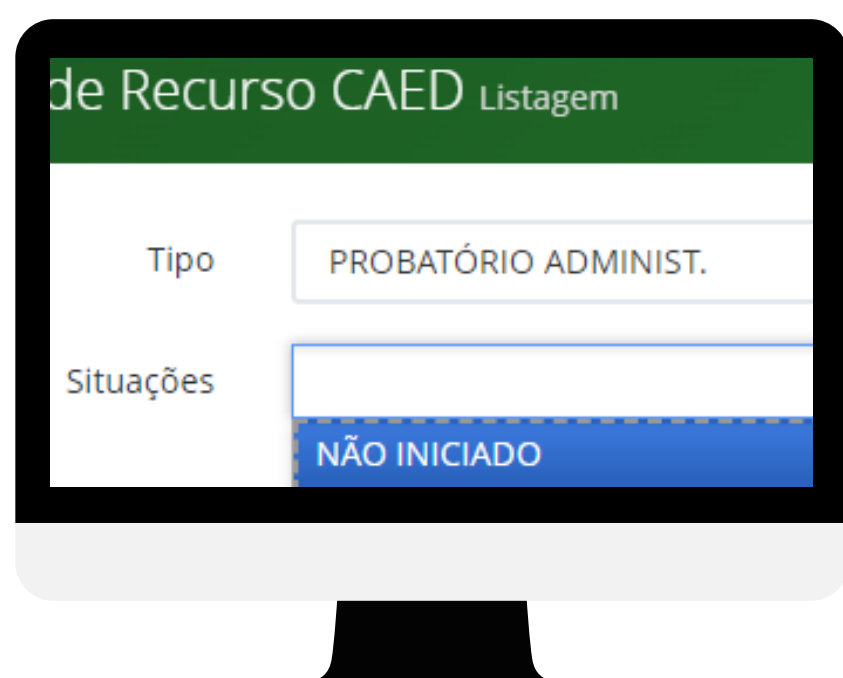 de Recurso CAED Listagem
Tipo PROBATÓRIO ADMINIST.
Situações
NÃO INICIADO